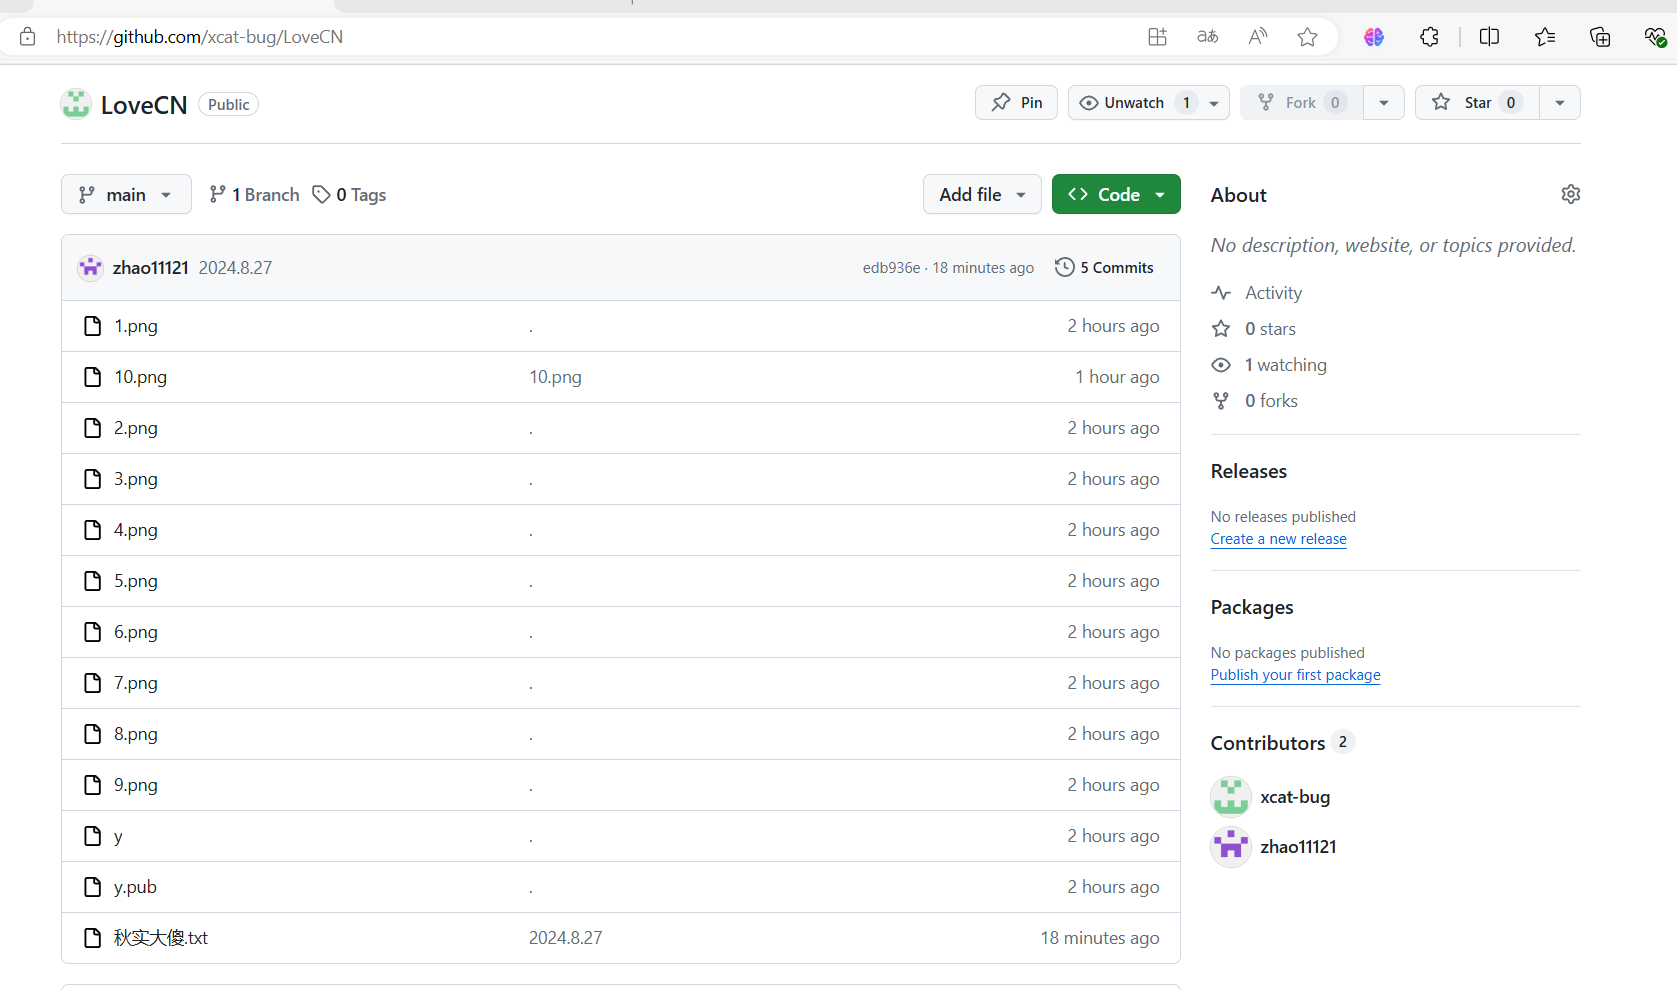 https://github.com/xcat-bug/LoveCN
LoveCN Public Pin Unwatch 1 Fork 0 Star 0
main 1 Branch 0 Tags Add file Code
zhao11121 2024.8.27 edb936e · 18 minutes ago 5 Commits
1.png . 2 hours ago
10.png 10.png 1 hour ago
2.png . 2 hours ago
3.png . 2 hours ago
4.png . 2 hours ago
5.png . 2 hours ago
6.png . 2 hours ago
7.png . 2 hours ago
8.png . 2 hours ago
9.png . 2 hours ago
y . 2 hours ago
y.pub . 2 hours ago
秋实大傻.txt 2024.8.27 18 minutes ago
About
No description, website, or topics provided.
Activity
0 stars
1 watching
0 forks
Releases
No releases published
Create a new release
Packages
No packages published
Publish your first package
Contributors 2
xcat-bug
zhao11121